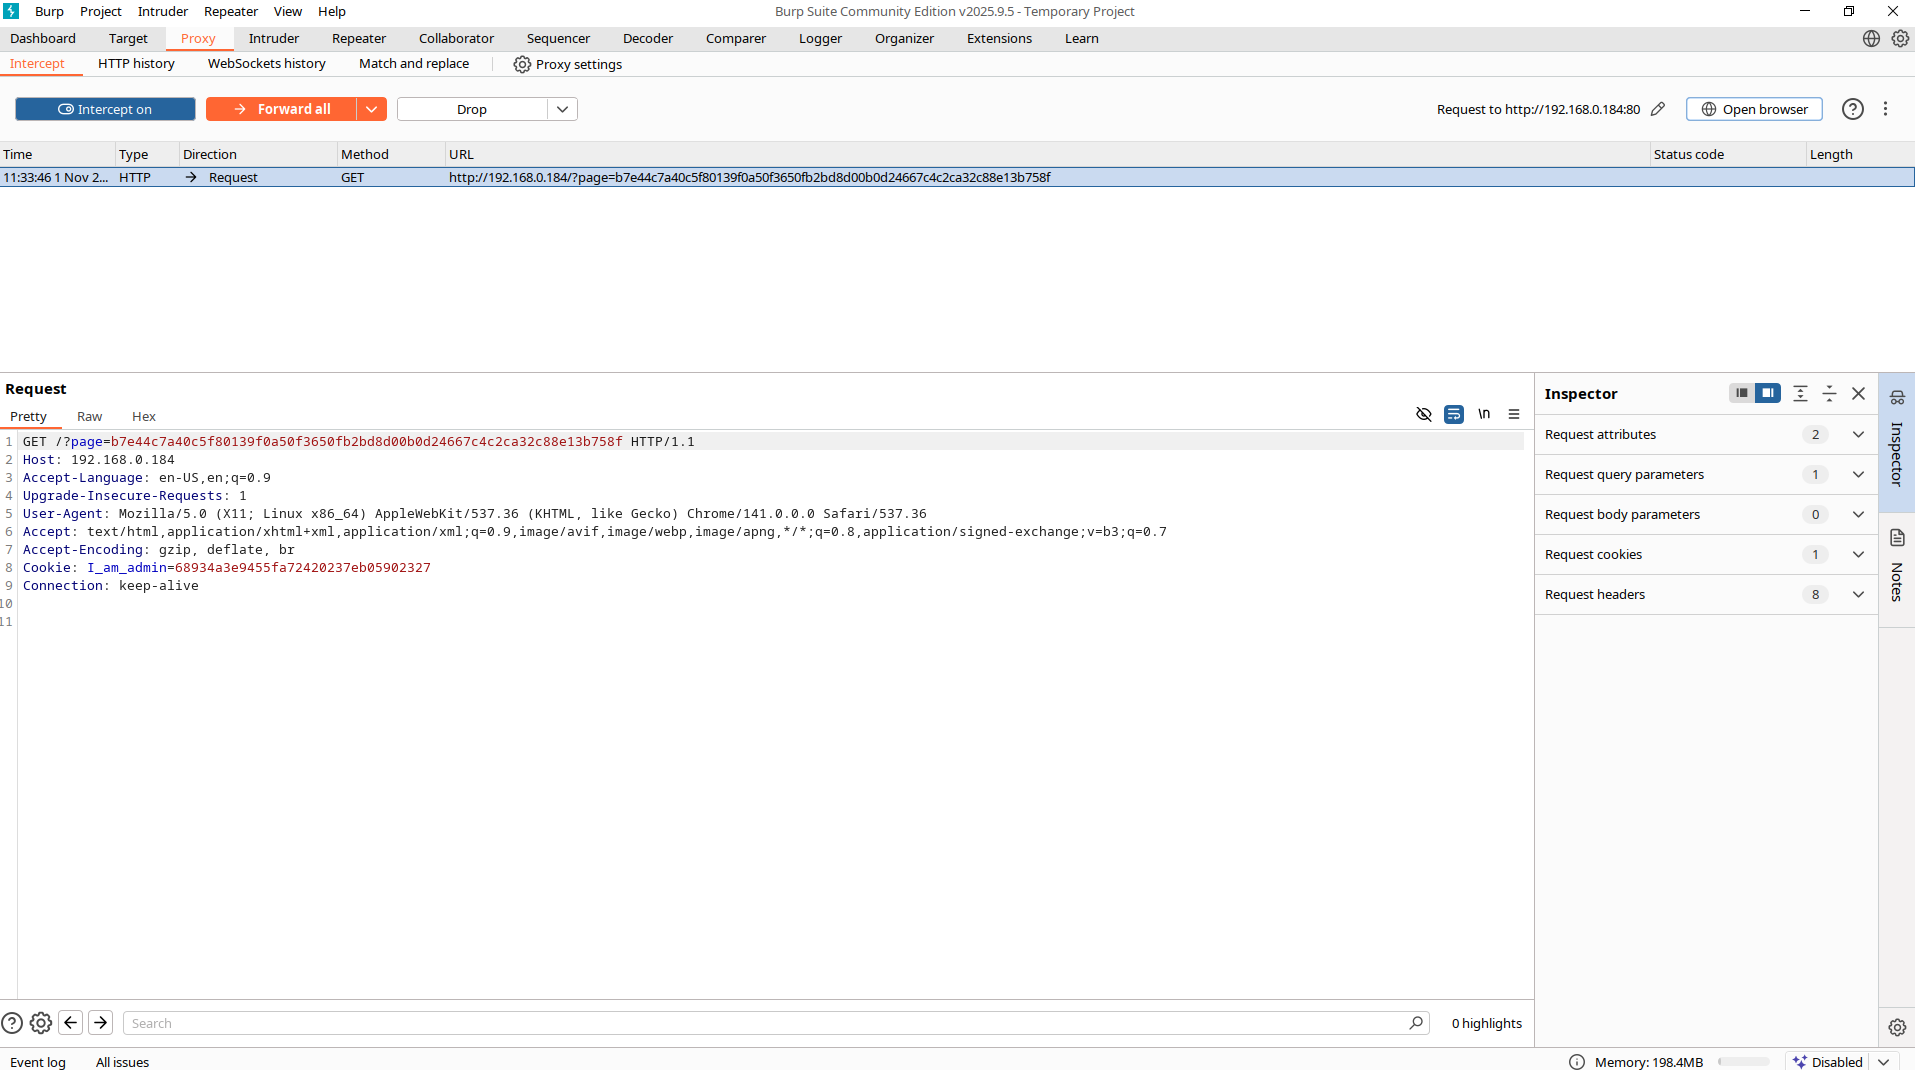 Burp Project Intruder Repeater View Help Burp Suite Community Edition v2025.9.5 - Temporary Project
Dashboard Target Proxy Intruder Repeater Collaborator Sequencer Decoder Comparer Logger Organizer Extensions Learn
Intercept HTTP history WebSockets history Match and replace Proxy settings
Intercept on Forward all Drop Request to http://192.168.0.184:80 Open browser
Time Type Direction Method URL Status code Length
11:33:46 1 Nov 2... HTTP Request GET http://192.168.0.184/?page=b7e44c7a40c5f80139f0a50f3650fb2bd8d00b0d24667c4c2ca32c88e13b758f
Request
Pretty Raw Hex \n
1 GET /?page=b7e44c7a40c5f80139f0a50f3650fb2bd8d00b0d24667c4c2ca32c88e13b758f HTTP/1.1
2 Host: 192.168.0.184
3 Accept-Language: en-US,en;q=0.9
4 Upgrade-Insecure-Requests: 1
5 User-Agent: Mozilla/5.0 (X11; Linux x86_64) AppleWebKit/537.36 (KHTML, like Gecko) Chrome/141.0.0.0 Safari/537.36
6 Accept: text/html,application/xhtml+xml,application/xml;q=0.9,image/avif,image/webp,image/apng,*/*;q=0.8,application/signed-exchange;v=b3;q=0.7
7 Accept-Encoding: gzip, deflate, br
8 Cookie: I_am_admin=68934a3e9455fa72420237eb05902327
9 Connection: keep-alive
10
11
Inspector
Request attributes 2
Request query parameters 1
Request body parameters 0
Request cookies 1
Request headers 8
Inspector
Notes
Search 0 highlights
Event log All issues Memory: 198.4MB Disabled